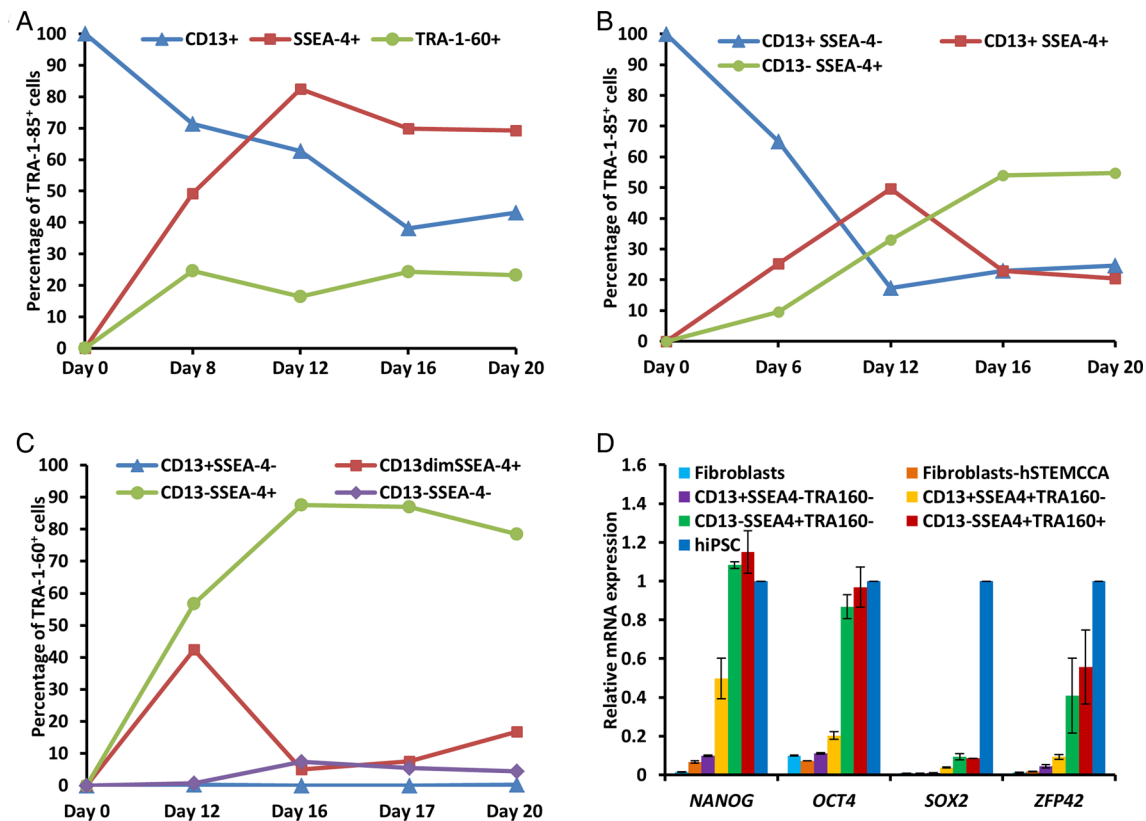 A
CD13+ SSEA-4+ TRA-1-60+
Percentage of TRA-1-85+ cells
100
90
80
70
60
50
40
30
20
10
0
Day 0 Day 8 Day 12 Day 16 Day 20
B
CD13+ SSEA-4- CD13+ SSEA-4+
CD13- SSEA-4+
Percentage of TRA-1-85+ cells
100
90
80
70
60
50
40
30
20
10
0
Day 0 Day 6 Day 12 Day 16 Day 20
C
CD13+SSEA-4- CD13dimSSEA-4+
CD13-SSEA-4+ CD13-SSEA-4-
Percentage of TRA-1-60+ cells
100
90
80
70
60
50
40
30
20
10
0
Day 0 Day 12 Day 16 Day 17 Day 20
D
Fibroblasts Fibroblasts-hSTEMCCA
CD13+SSEA4-TRA160- CD13+SSEA4+TRA160-
CD13-SSEA4+TRA160- CD13-SSEA4+TRA160+
hiPSC
Relative mRNA expression
1.6
1.4
1.2
1
0.8
0.6
0.4
0.2
0
NANOG OCT4 SOX2 ZFP42